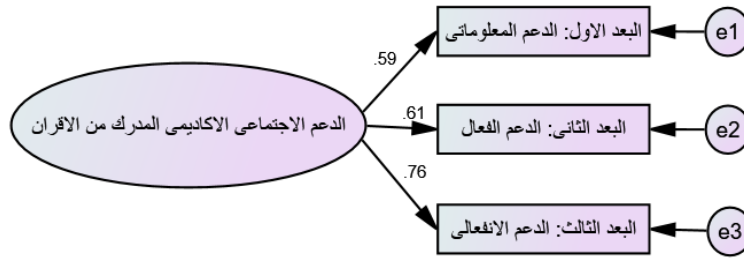 البعد الاول: الدعم المعلوماتى
e1
.59
الدعم الاجتماعى الاكاديمى المدرك من الاقران
.61
البعد الثانى: الدعم الفعال
e2
.76
البعد الثالث: الدعم الانفعالى
e3